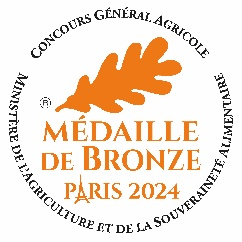 CONCOURS GÉNÉRAL AGRICOLE
®
MÉDAILLE
DE BRONZE
PARIS 2024
MINISTÈRE DE L'AGRICULTURE ET DE LA SOUVERAINETÉ ALIMENTAIRE